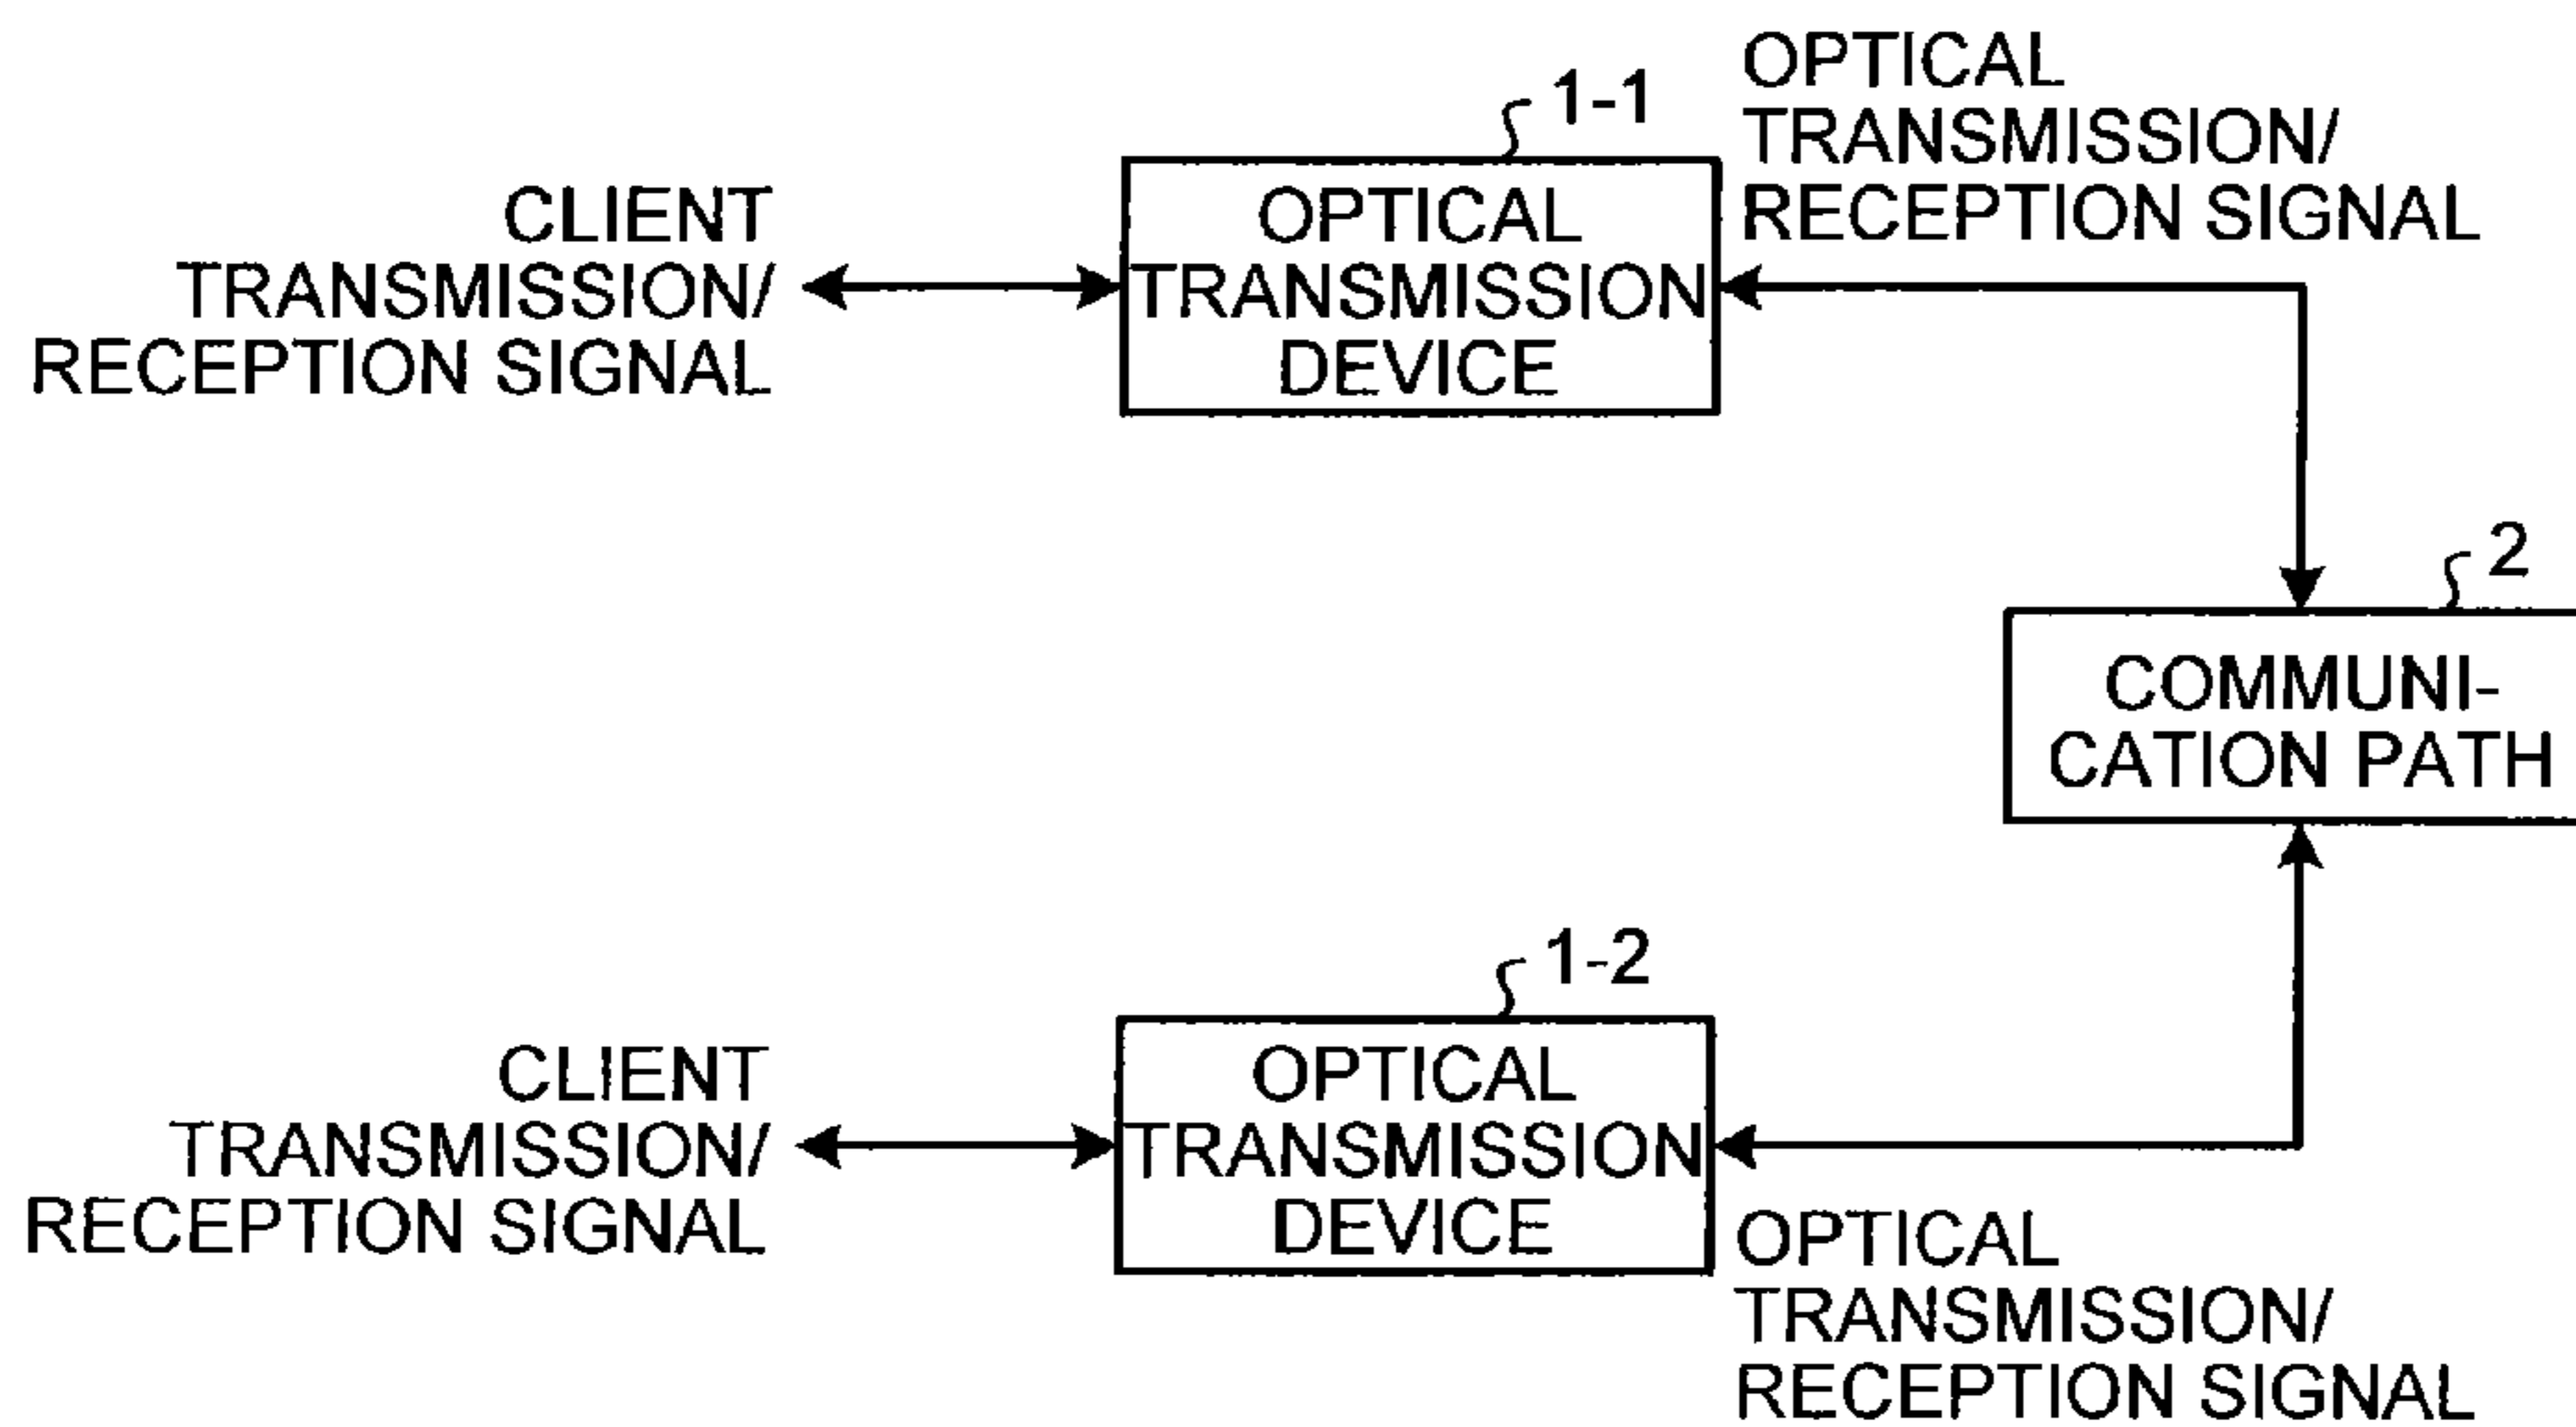 1-1
OPTICAL
TRANSMISSION/
RECEPTION SIGNAL
CLIENT
TRANSMISSION/
RECEPTION SIGNAL
OPTICAL
TRANSMISSION
DEVICE
2
COMMUNI-
CATION PATH
1-2
CLIENT
TRANSMISSION/
RECEPTION SIGNAL
OPTICAL
TRANSMISSION
DEVICE
OPTICAL
TRANSMISSION/
RECEPTION SIGNAL